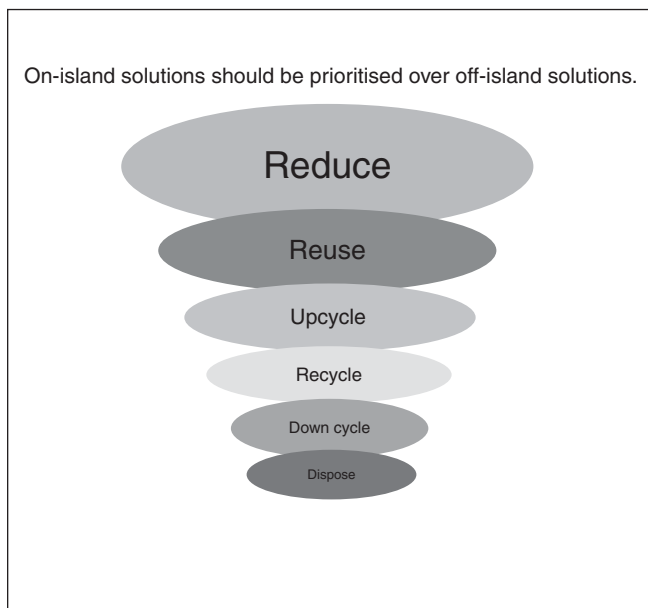 On-island solutions should be prioritised over off-island solutions.
Reduce
Reuse
Upcycle
Recycle
Down cycle
Dispose